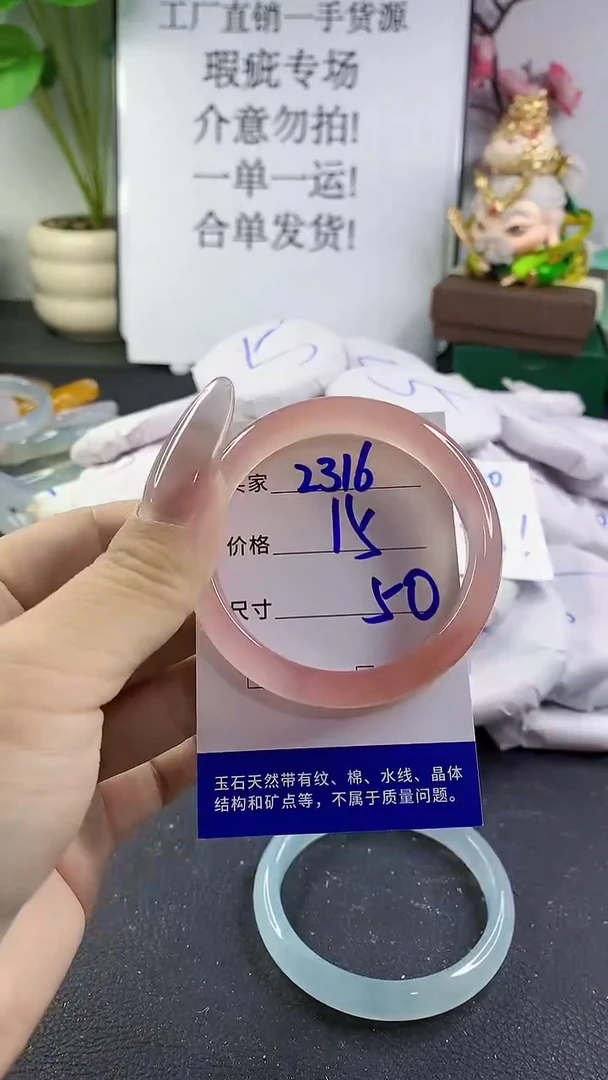 工厂直销一手货源
瑕疵专场
介意勿拍!
一单一运!
合单发货!
家 2316
价格 15
尺寸 50
玉石天然带有纹、棉、水线、晶体
结构和矿点等，不属于质量问题。